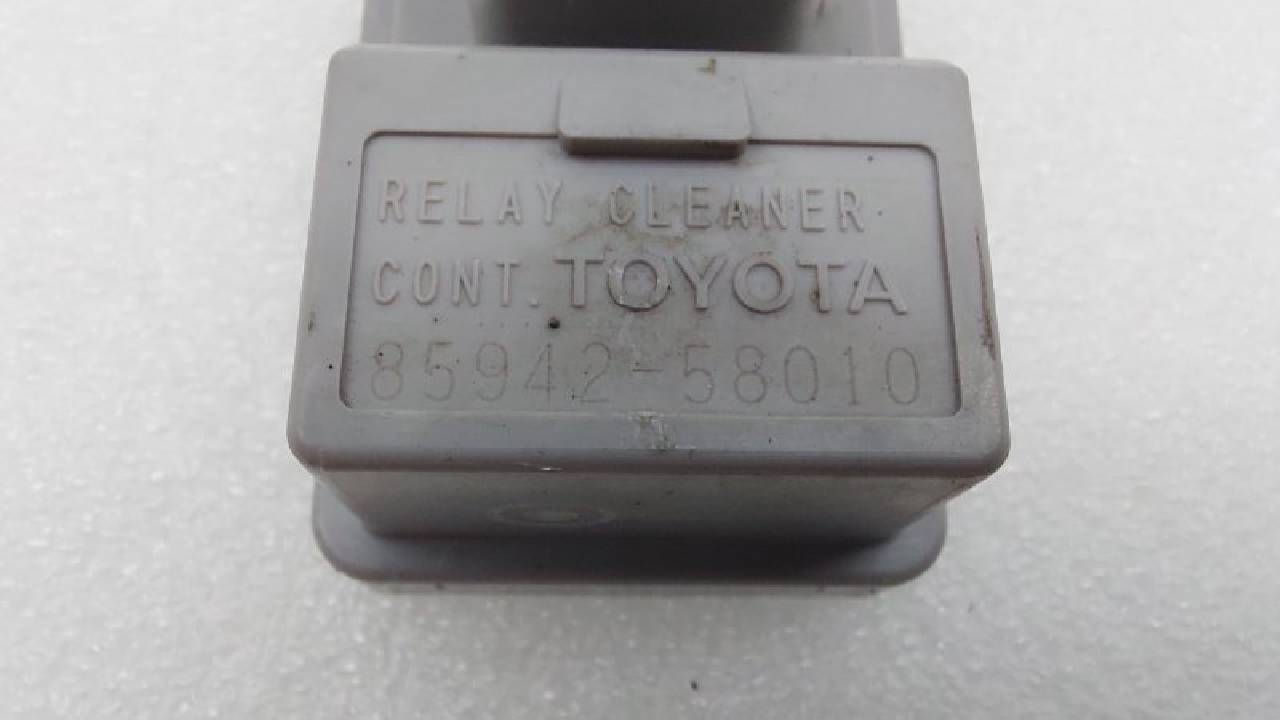 RELAY CLEANER
CONT. TOYOTA
85942-58010